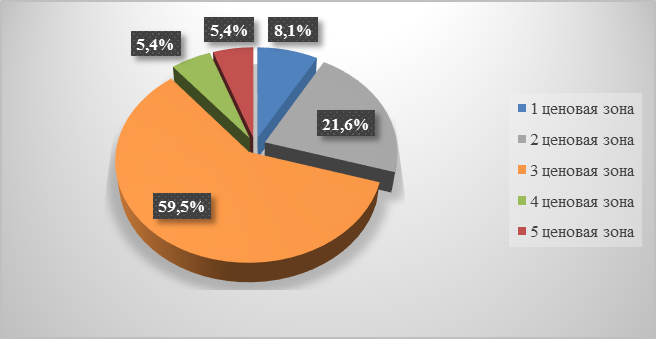 5,4%
5,4%
8,1%
21,6%
59,5%
1 ценовая зона
2 ценовая зона
3 ценовая зона
4 ценовая зона
5 ценовая зона